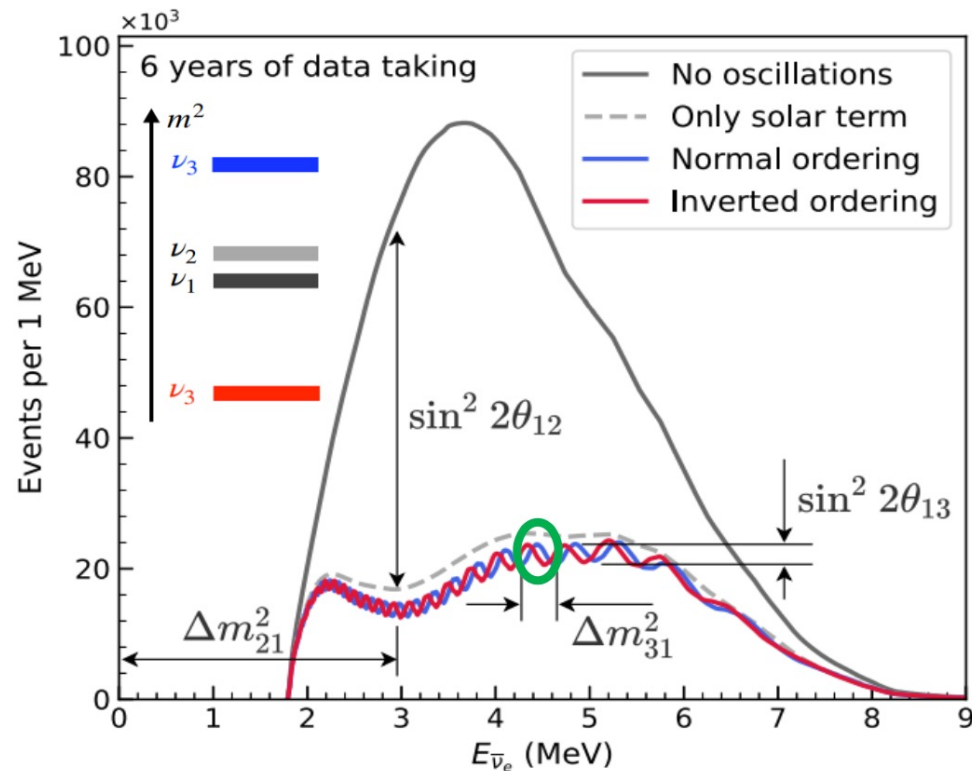 ×10³
6 years of data taking
m²
ν₃
ν₂
ν₁
ν₃
No oscillations
Only solar term
Normal ordering
Inverted ordering
sin² 2θ₁₂
sin² 2θ₁₃
Δm²₂₁
Δm²₃₁
100
80
60
40
20
0
Events per 1 MeV
0 1 2 3 4 5 6 7 8 9
E_ν̅ₑ (MeV)